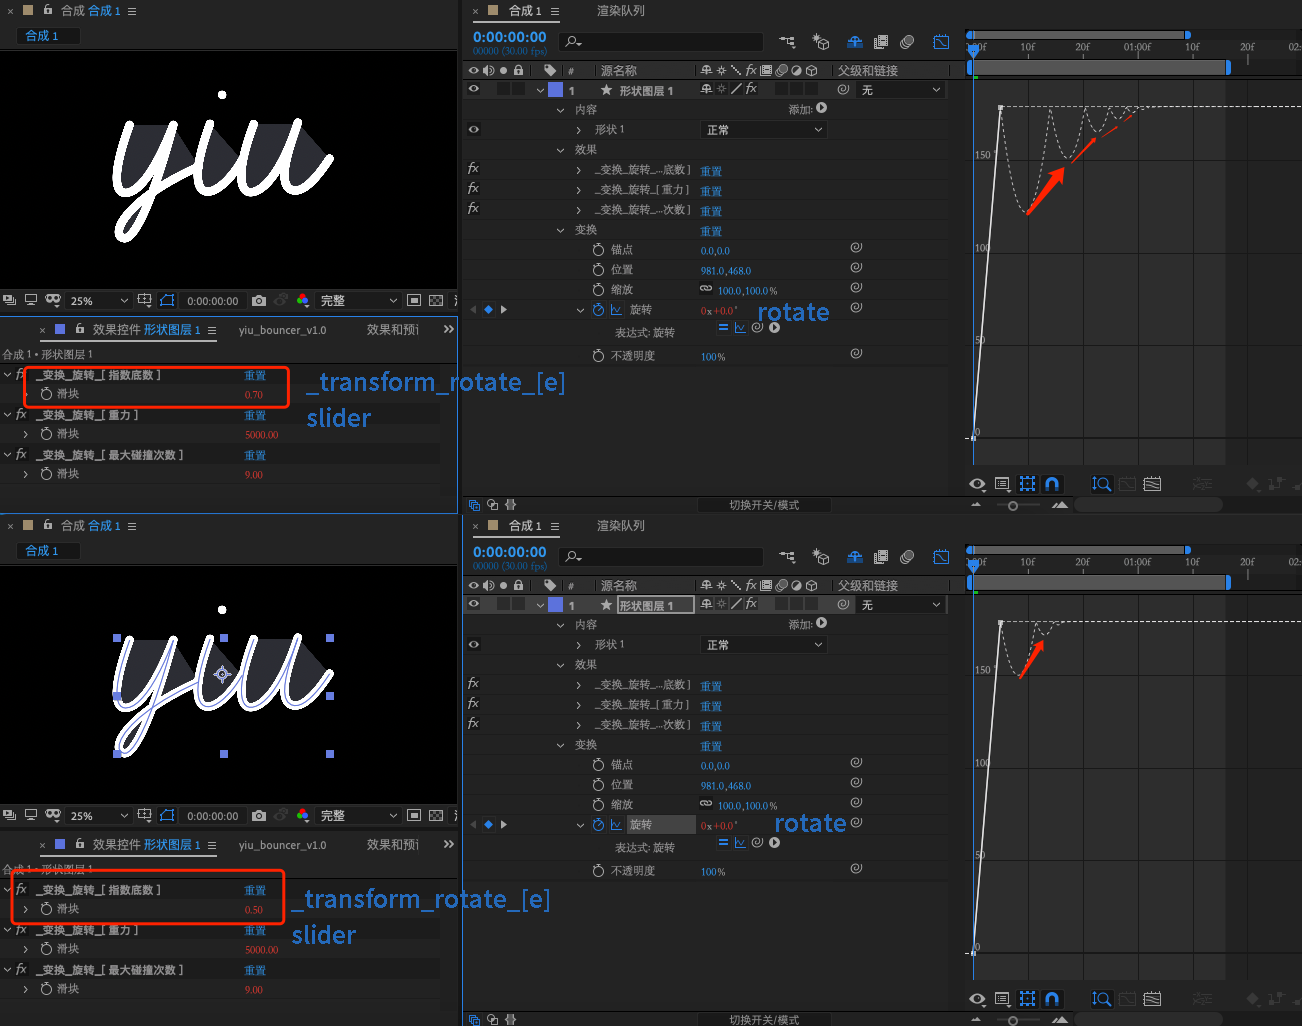 合成 合成 1
合成 1
yiu
25%
0:00:00:00
完整
效果控件 形状图层 1
yiu_bouncer_v1.0
效果和预
合成 1 • 形状图层 1
fx _变换_旋转_[ 指数底数 ] 重置
滑块 0.70
fx _变换_旋转_[ 重力 ] 重置
滑块 5000.00
fx _变换_旋转_[ 最大碰撞次数 ] 重置
滑块 9.00
_transform_rotate_[e]
slider
合成 1
渲染队列
0:00:00:00
00000 (30.00 fps)
# 源名称 fx 父级和链接
1 形状图层 1 fx 无
内容 添加:
形状 1 正常
效果
fx _变换_旋转_...底数 ] 重置
fx _变换_旋转_[ 重力 ] 重置
fx _变换_旋转_...次数 ] 重置
变换 重置
锚点 0.0,0.0
位置 981.0,468.0
缩放 100.0,100.0%
旋转 0x+0.0° rotate
表达式: 旋转
不透明度 100%
切换开关/模式
:00f 10f 20f 01:00f 10f 20f 02:
150
100
50
0
合成 合成 1
合成 1
yiu
25%
0:00:00:00
完整
效果控件 形状图层 1
yiu_bouncer_v1.0
效果和预
合成 1 • 形状图层 1
fx _变换_旋转_[ 指数底数 ] 重置
滑块 0.50
fx _变换_旋转_[ 重力 ] 重置
滑块 5000.00
fx _变换_旋转_[ 最大碰撞次数 ] 重置
滑块 9.00
_transform_rotate_[e]
slider
合成 1
渲染队列
0:00:00:00
00000 (30.00 fps)
# 源名称 fx 父级和链接
1 形状图层 1 fx 无
内容 添加:
形状 1 正常
效果
fx _变换_旋转_...底数 ] 重置
fx _变换_旋转_[ 重力 ] 重置
fx _变换_旋转_...次数 ] 重置
变换 重置
锚点 0.0,0.0
位置 981.0,468.0
缩放 100.0,100.0%
旋转 0x+0.0° rotate
表达式: 旋转
不透明度 100%
切换开关/模式
:00f 10f 20f 01:00f 10f 20f 02:
150
100
50
0